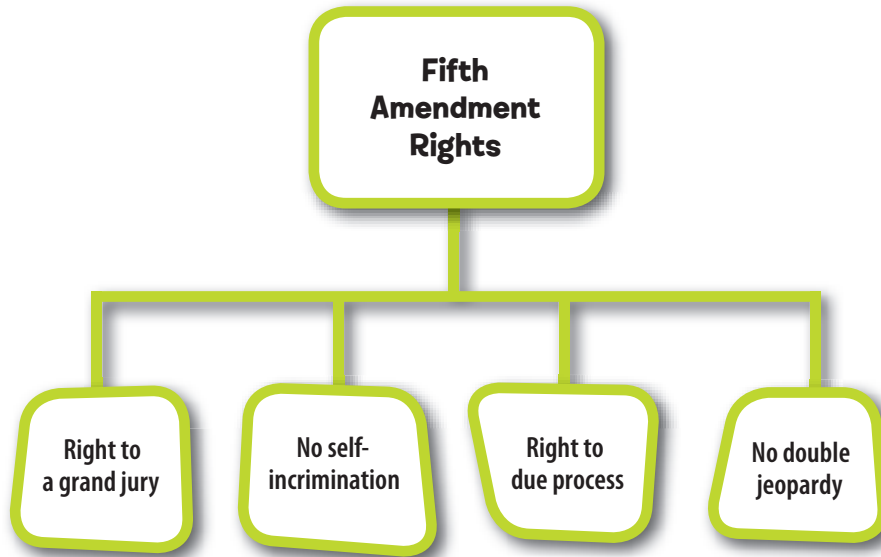 Fifth
Amendment
Rights
Right to
a grand jury
No self-
incrimination
Right to
due process
No double
jeopardy